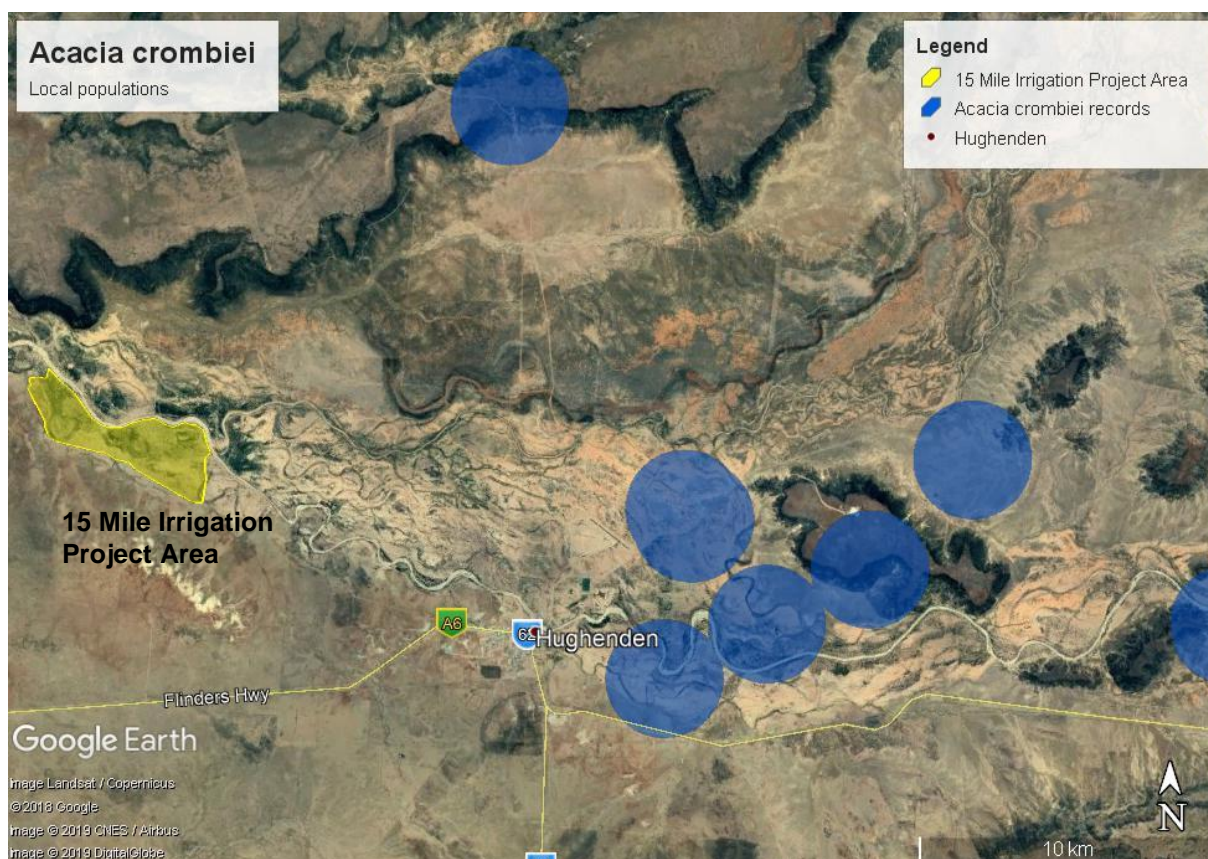 Acacia crombiei
Local populations
Legend
15 Mile Irrigation Project Area
Acacia crombiei records
Hughenden
15 Mile Irrigation
Project Area
A6
62
Hughenden
Flinders Hwy
Google Earth
Image Landsat / Copernicus
© 2018 Google
Image © 2019 CNES / Airbus
Image © 2019 DigitalGlobe
N
10 km